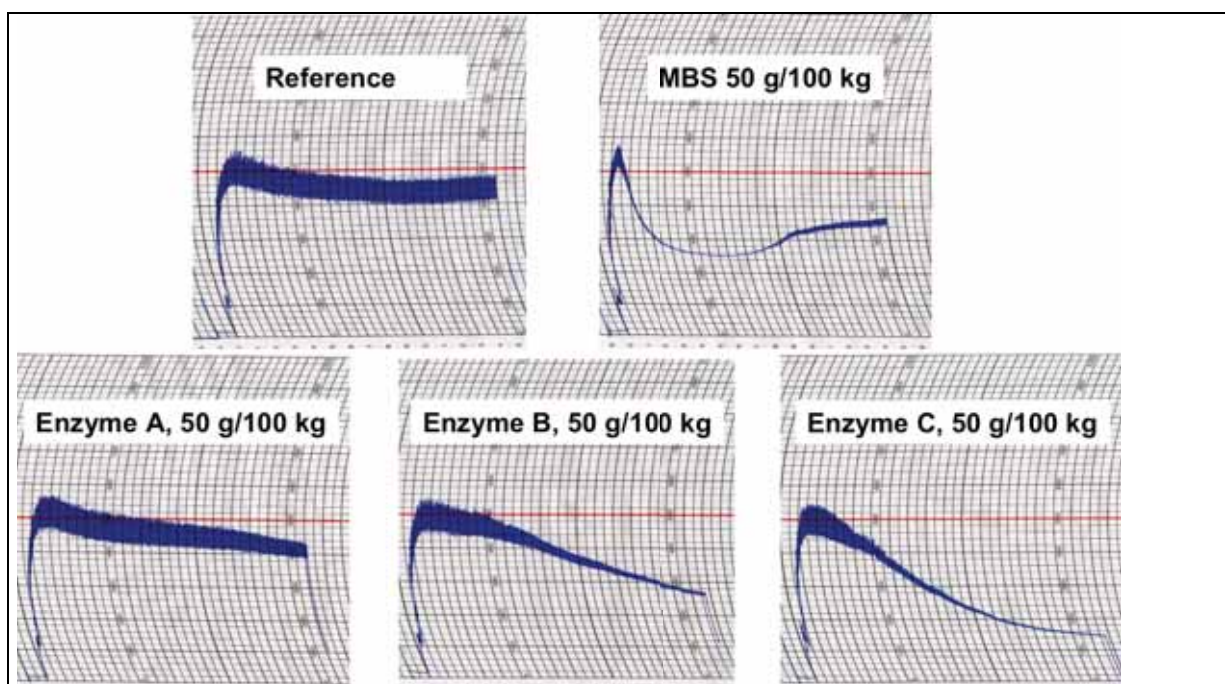 Reference
MBS 50 g/100 kg
Enzyme A, 50 g/100 kg
Enzyme B, 50 g/100 kg
Enzyme C, 50 g/100 kg